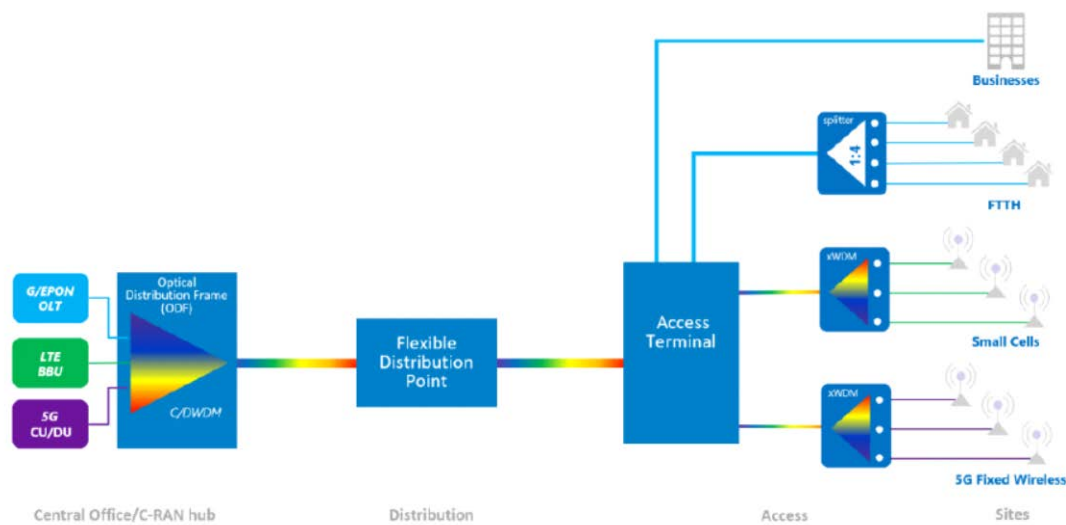 Businesses
splitter
1:4
FTTH
xWDM
Small Cells
G/EPON
OLT
LTE
BBU
5G
CU/DU
Optical
Distribution Frame
(ODF)
C/DWDM
Flexible
Distribution
Point
Access
Terminal
xWDM
5G Fixed Wireless
Central Office/C-RAN hub
Distribution
Access
Sites